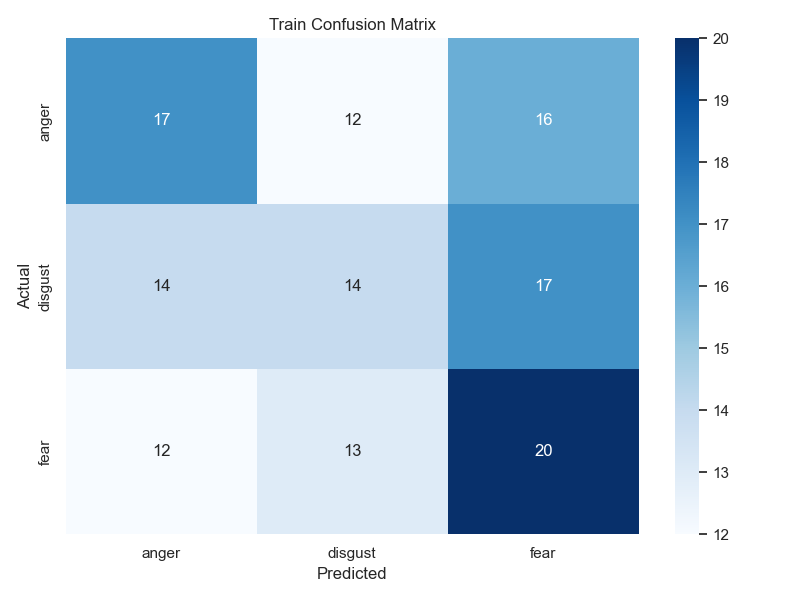 Train Confusion Matrix
anger
17
12
16
disgust
14
14
17
fear
12
13
20
Actual
anger
disgust
fear
Predicted
20
19
18
17
16
15
14
13
12